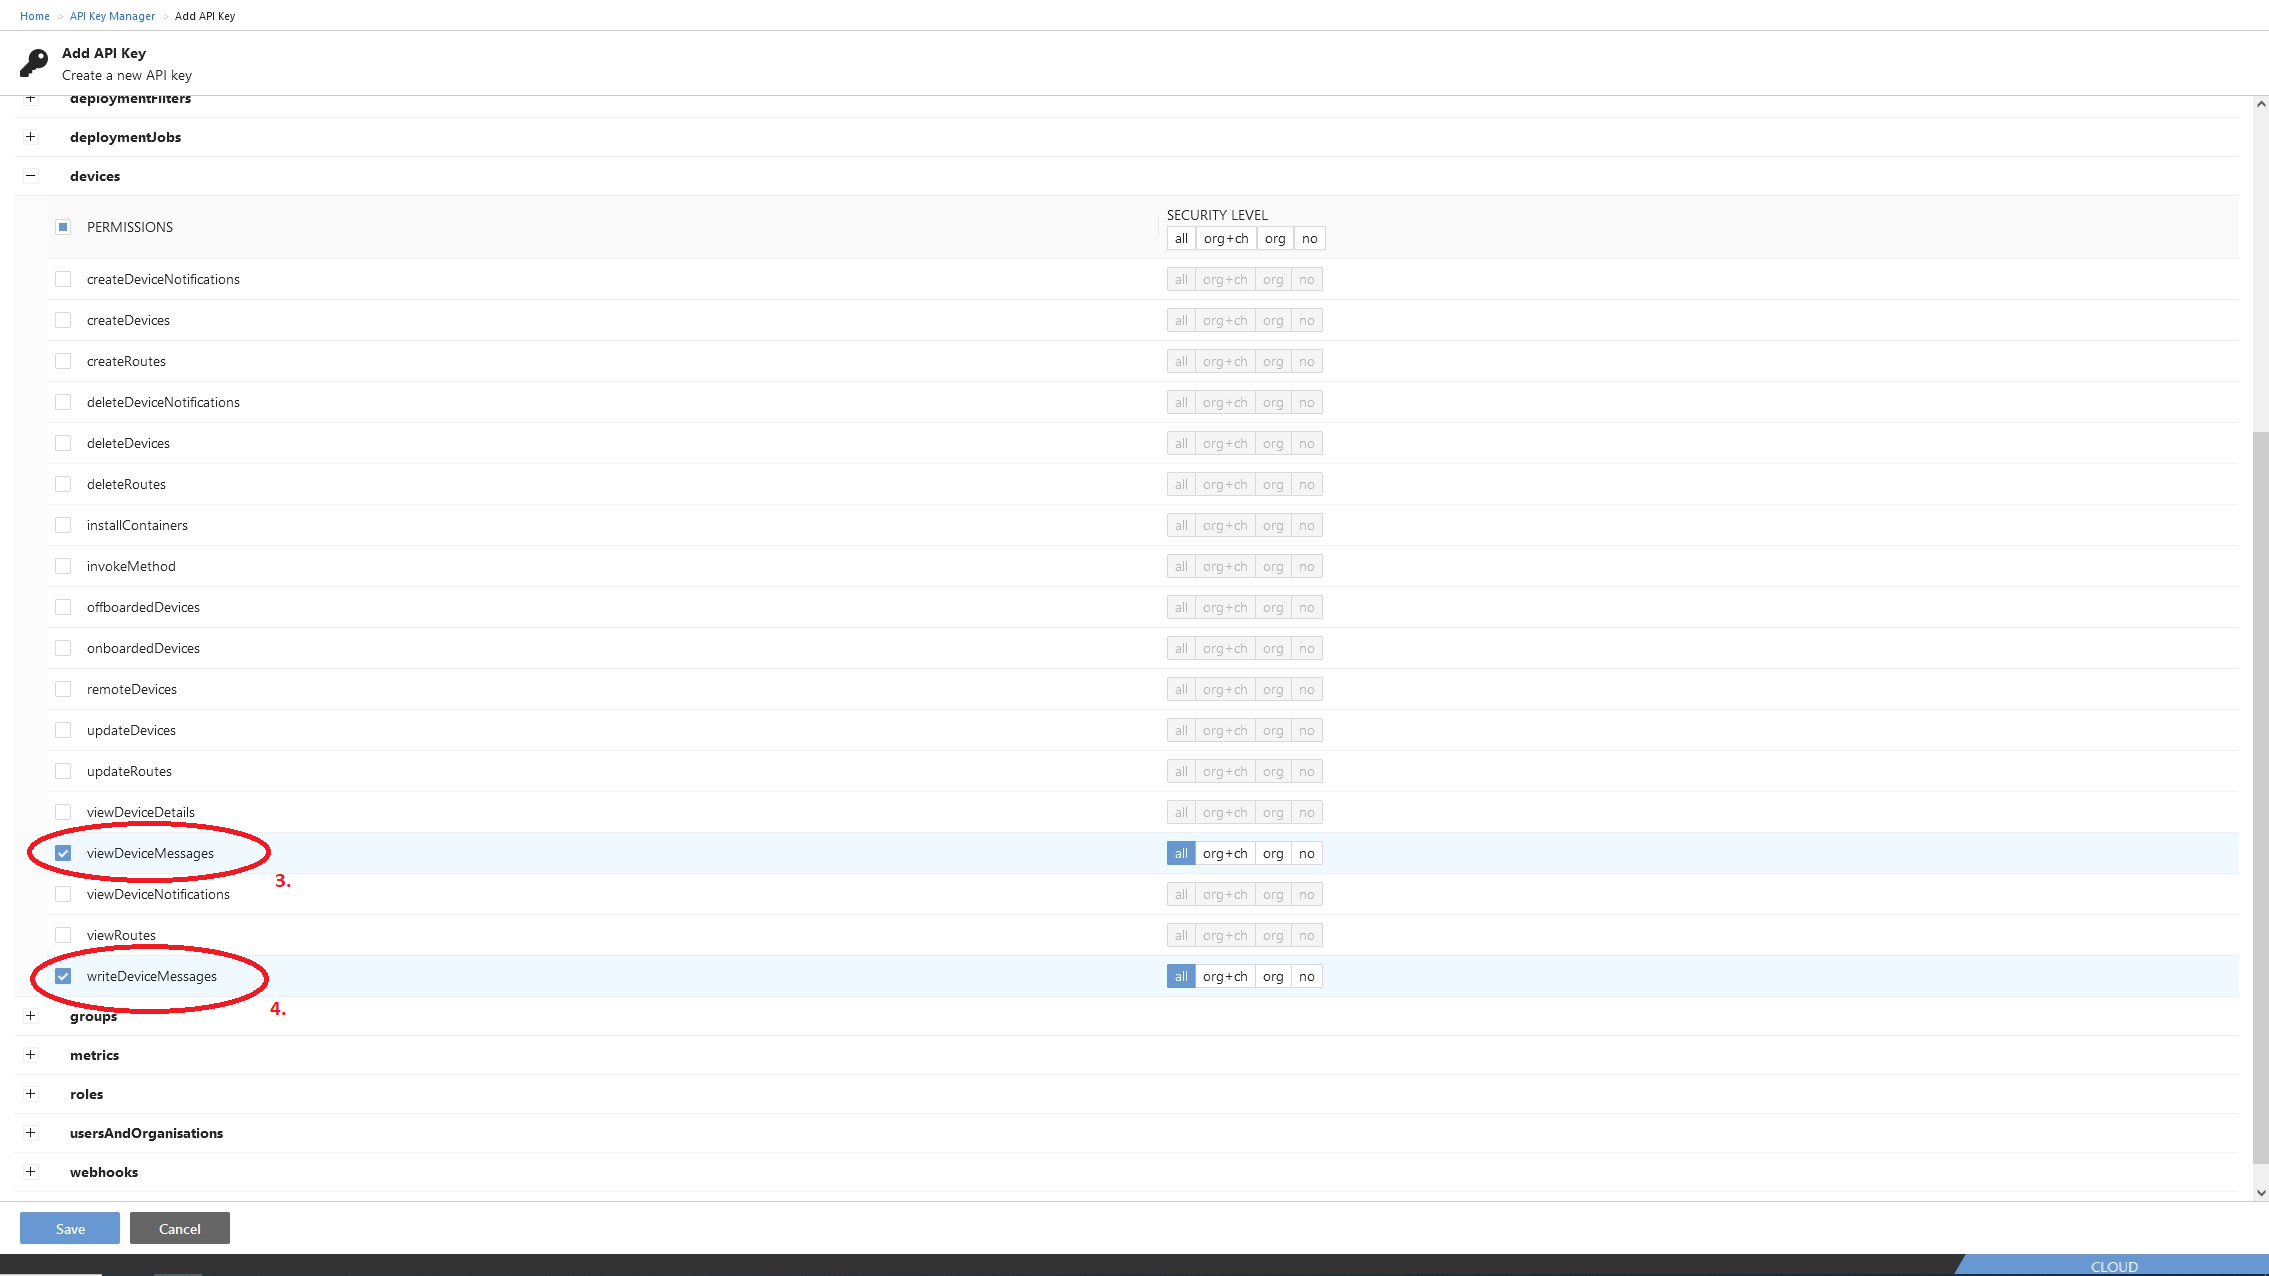 Home > API Key Manager > Add API Key
Add API Key
Create a new API key
deploymentFilters
deploymentJobs
devices
PERMISSIONS
SECURITY LEVEL
all org+ch org no
createDeviceNotifications all org+ch org no
createDevices all org+ch org no
createRoutes all org+ch org no
deleteDeviceNotifications all org+ch org no
deleteDevices all org+ch org no
deleteRoutes all org+ch org no
installContainers all org+ch org no
invokeMethod all org+ch org no
offboardedDevices all org+ch org no
onboardedDevices all org+ch org no
remoteDevices all org+ch org no
updateDevices all org+ch org no
updateRoutes all org+ch org no
viewDeviceDetails all org+ch org no
viewDeviceMessages all org+ch org no
3.
viewDeviceNotifications all org+ch org no
viewRoutes all org+ch org no
writeDeviceMessages all org+ch org no
4.
groups
metrics
roles
usersAndOrganisations
webhooks
Save Cancel
CLOUD